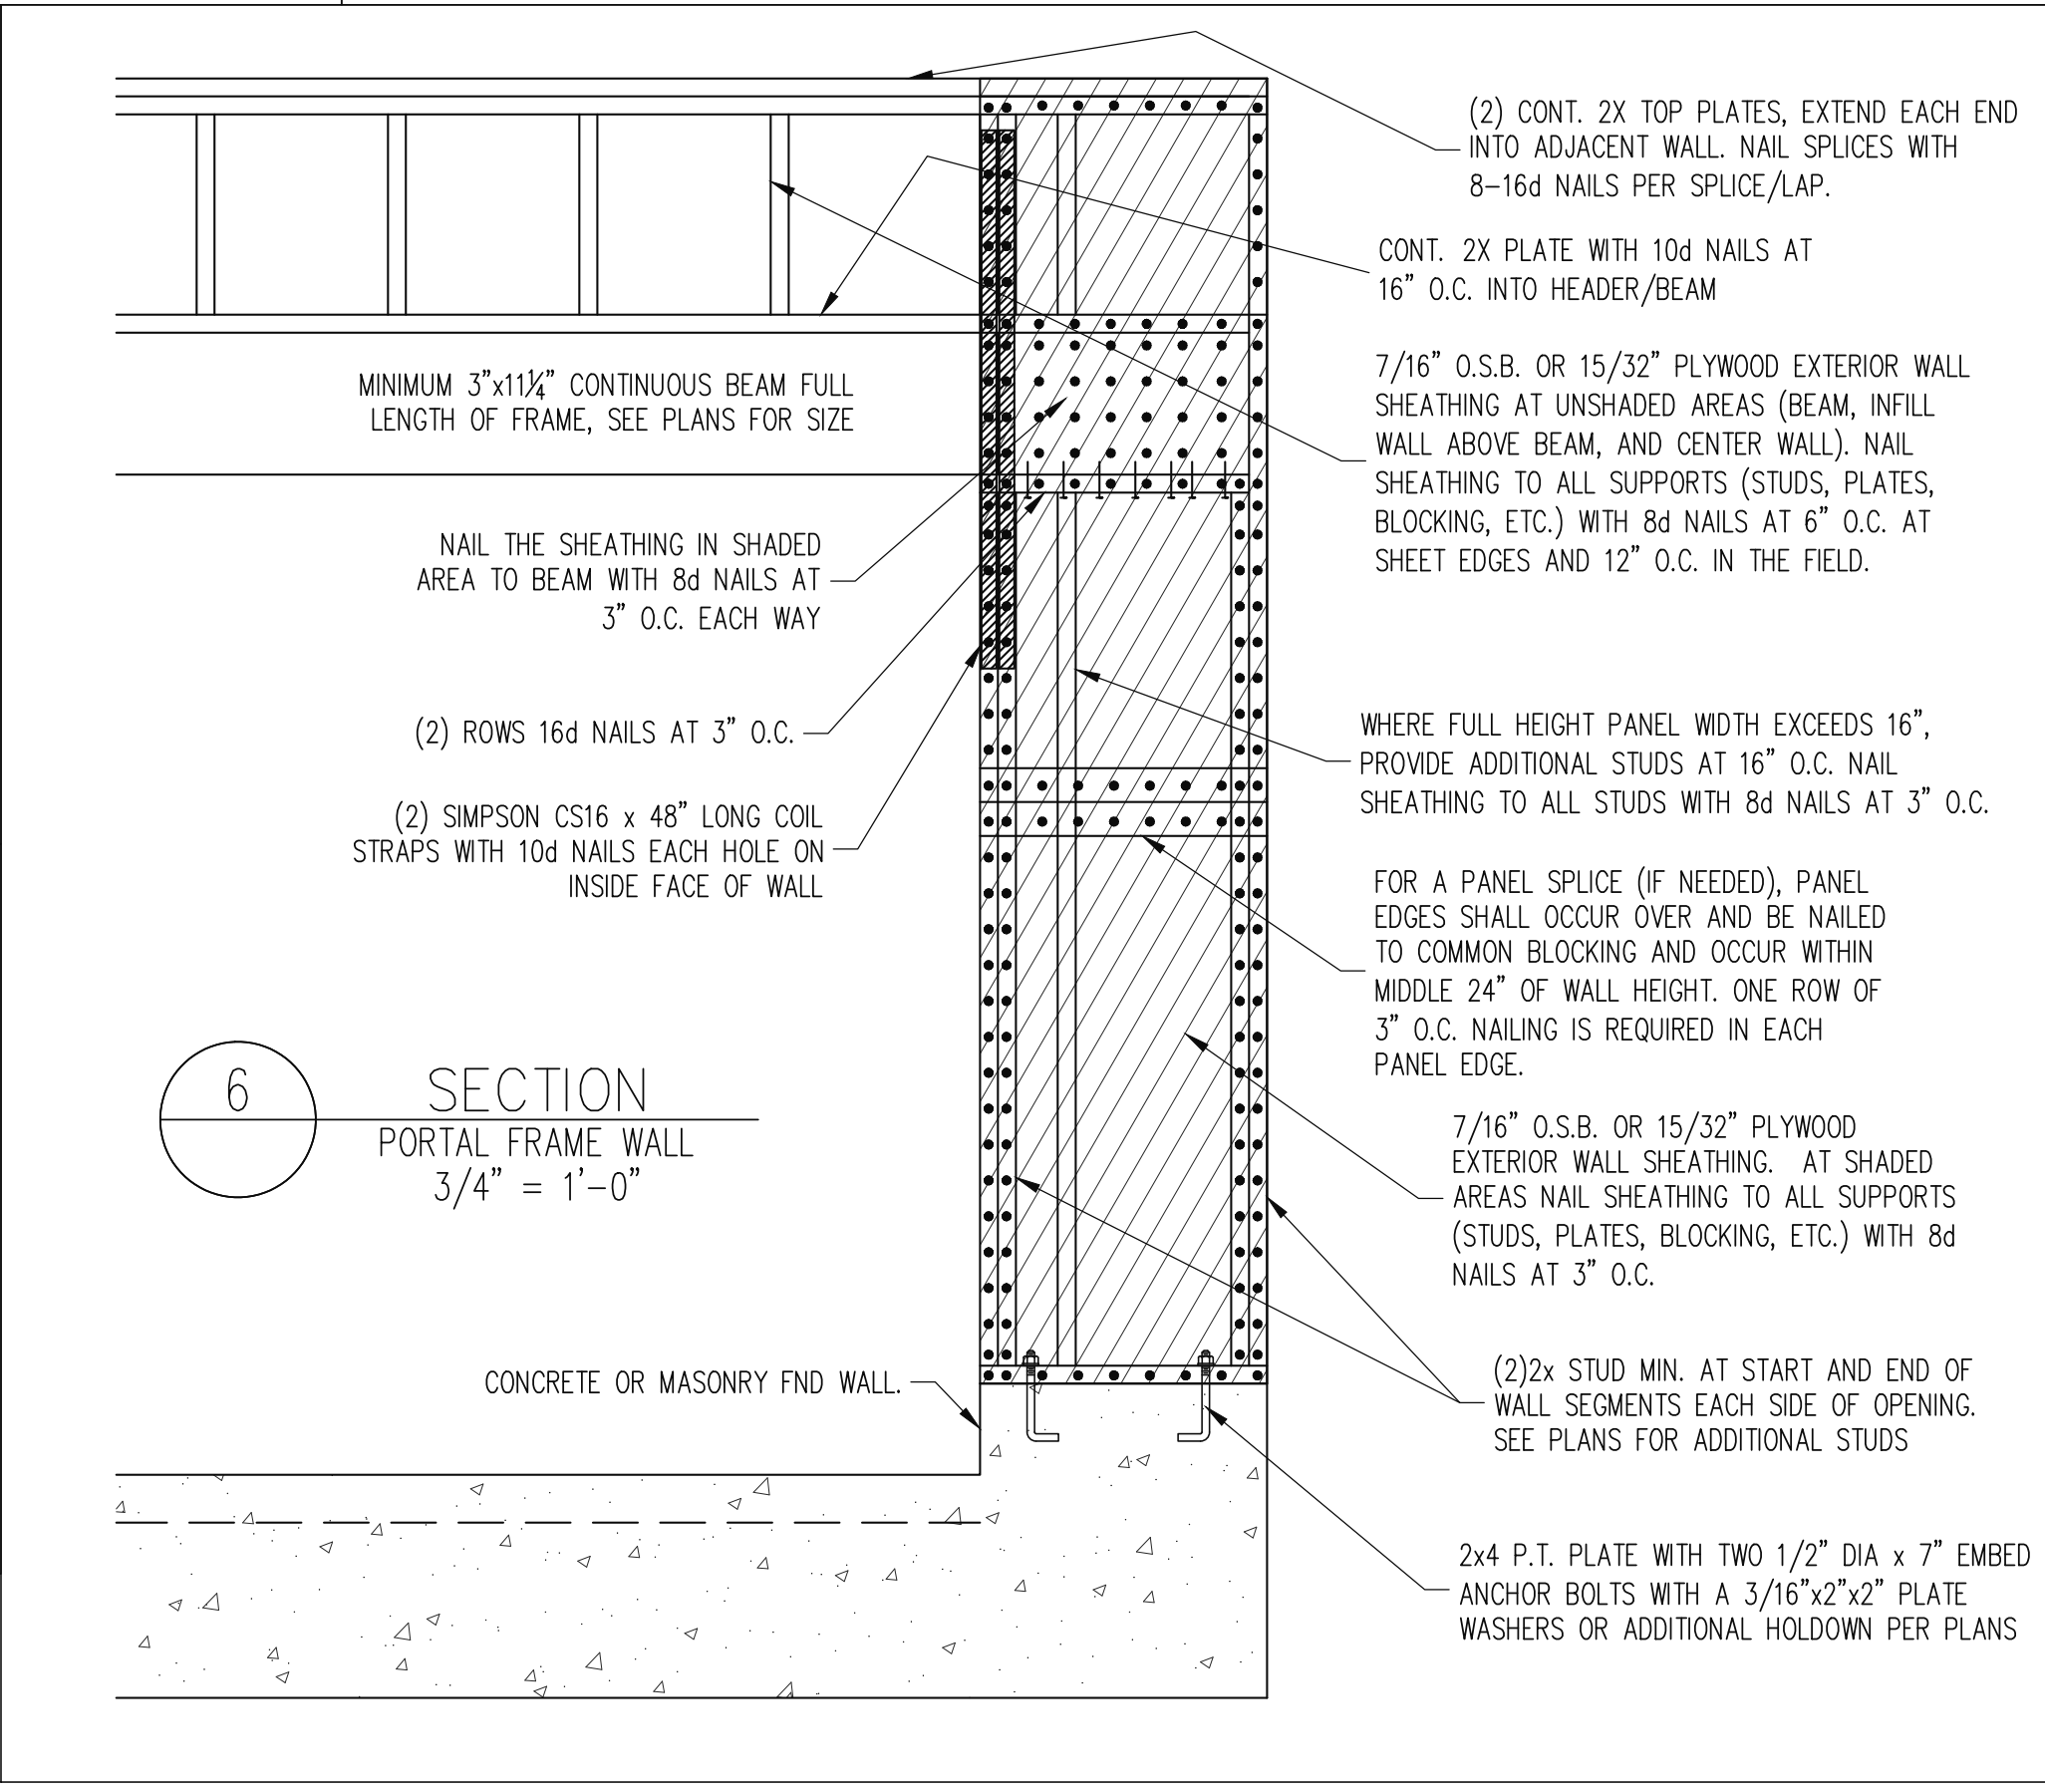 (2) CONT. 2X TOP PLATES, EXTEND EACH END
INTO ADJACENT WALL. NAIL SPLICES WITH
8-16d NAILS PER SPLICE/LAP.
CONT. 2X PLATE WITH 10d NAILS AT
16" O.C. INTO HEADER/BEAM
7/16" O.S.B. OR 15/32" PLYWOOD EXTERIOR WALL
SHEATHING AT UNSHADED AREAS (BEAM, INFILL
WALL ABOVE BEAM, AND CENTER WALL). NAIL
SHEATHING TO ALL SUPPORTS (STUDS, PLATES,
BLOCKING, ETC.) WITH 8d NAILS AT 6" O.C. AT
SHEET EDGES AND 12" O.C. IN THE FIELD.
MINIMUM 3"x11¼" CONTINUOUS BEAM FULL
LENGTH OF FRAME, SEE PLANS FOR SIZE
NAIL THE SHEATHING IN SHADED
AREA TO BEAM WITH 8d NAILS AT
3" O.C. EACH WAY
(2) ROWS 16d NAILS AT 3" O.C.
(2) SIMPSON CS16 x 48" LONG COIL
STRAPS WITH 10d NAILS EACH HOLE ON
INSIDE FACE OF WALL
WHERE FULL HEIGHT PANEL WIDTH EXCEEDS 16",
PROVIDE ADDITIONAL STUDS AT 16" O.C. NAIL
SHEATHING TO ALL STUDS WITH 8d NAILS AT 3" O.C.
FOR A PANEL SPLICE (IF NEEDED), PANEL
EDGES SHALL OCCUR OVER AND BE NAILED
TO COMMON BLOCKING AND OCCUR WITHIN
MIDDLE 24" OF WALL HEIGHT. ONE ROW OF
3" O.C. NAILING IS REQUIRED IN EACH
PANEL EDGE.
6
SECTION
PORTAL FRAME WALL
3/4" = 1'-0"
7/16" O.S.B. OR 15/32" PLYWOOD
EXTERIOR WALL SHEATHING. AT SHADED
AREAS NAIL SHEATHING TO ALL SUPPORTS
(STUDS, PLATES, BLOCKING, ETC.) WITH 8d
NAILS AT 3" O.C.
CONCRETE OR MASONRY FND WALL.
(2)2x STUD MIN. AT START AND END OF
WALL SEGMENTS EACH SIDE OF OPENING.
SEE PLANS FOR ADDITIONAL STUDS
2x4 P.T. PLATE WITH TWO 1/2" DIA x 7" EMBED
ANCHOR BOLTS WITH A 3/16"x2"x2" PLATE
WASHERS OR ADDITIONAL HOLDOWN PER PLANS